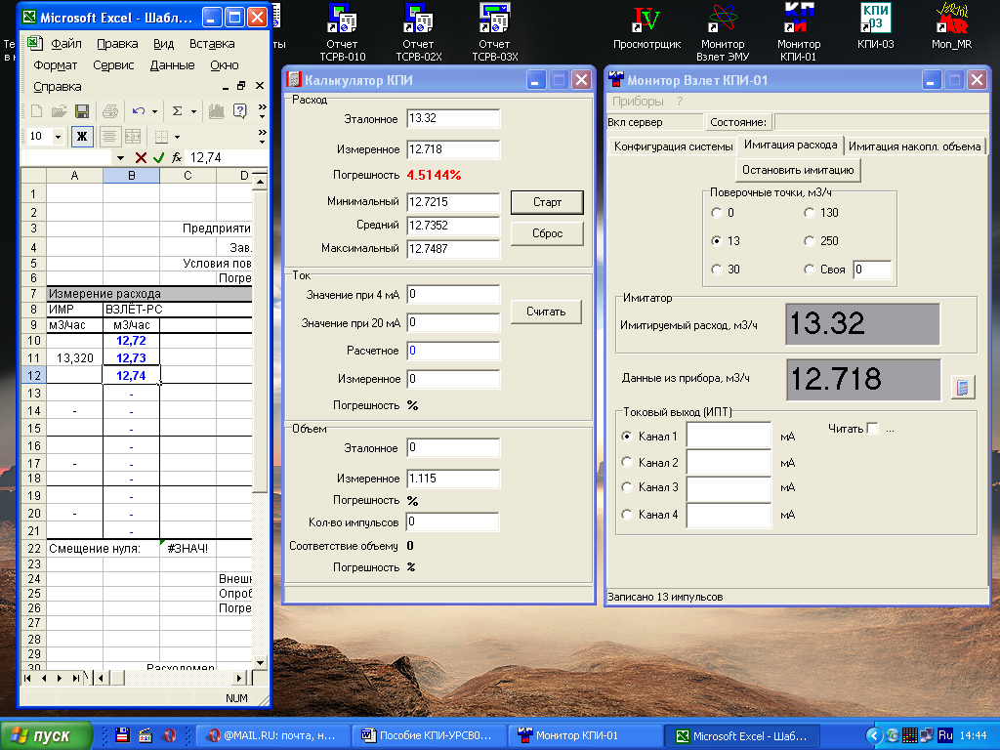 Microsoft Excel - Шабл...
Файл Правка Вид Вставка
Формат Сервис Данные Окно
Справка
10 Ж
12,74
A B C D
1
2
3 Предприяти
4 Зав.
5 Условия пов
6 Погре
7 Измерение расхода
8 ИМР ВЗЛЁТ-РС
9 м3/час м3/час
10 12,72
11 13,320 12,73
12 12,74
13 -
14 - -
15 -
16 -
17 - -
18 -
19 -
20 - -
21 -
22 Смещение нуля: #ЗНАЧ!
23
24 Внешн
25 Опроб
26 Погре
27
28
29
30 Расходомер
NUM
Отчет
ТСРВ-010
Отчет
ТСРВ-02X
Отчет
ТСРВ-03X
Просмотрщик
Монитор
Взлет ЭМУ
Монитор
КПИ-01
КПИ
03
КПИ-03
Mon_MR
Калькулятор КПИ
Расход
Эталонное 13.32
Измеренное 12.718
Погрешность 4.5144%
Минимальный 12.7215
Средний 12.7352
Максимальный 12.7487
Старт
Сброс
Ток
Значение при 4 мА 0
Значение при 20 мА 0
Считать
Расчетное 0
Измеренное 0
Погрешность %
Объем
Эталонное 0
Измеренное 1.115
Погрешность %
Кол-во импульсов 0
Соответствие объему 0
Погрешность %
Монитор Взлет КПИ-01
Приборы ?
Вкл сервер Состояние:
Конфигурация системы Имитация расхода Имитация накопл. объема
Остановить имитацию
Поверочные точки, м3/ч
0 130
13 250
30 Своя 0
Имитатор
Имитируемый расход, м3/ч 13.32
Данные из прибора, м3/ч 12.718
Токовый выход (ИПТ)
Канал 1 мА Читать ...
Канал 2 мА
Канал 3 мА
Канал 4 мА
Записано 13 импульсов
пуск
@MAIL.RU: почта, н...
Пособие КПИ-УРСВ0...
Монитор КПИ-01
Microsoft Excel - Шаб...
Ru 14:44